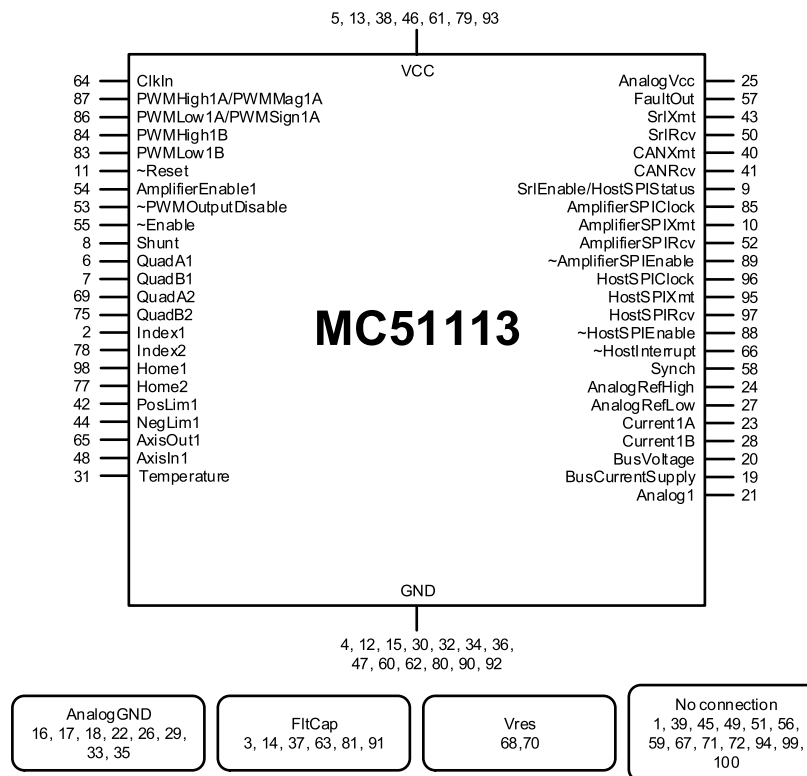 5, 13, 38, 46, 61, 79, 93
VCC
64 ClkIn
87 PWMHigh1A/PWMMag1A
86 PWMLow1A/PWMSign1A
84 PWMHigh1B
83 PWMLow1B
11 ~Reset
54 AmplifierEnable1
53 ~PWMOutputDisable
55 ~Enable
8 Shunt
6 QuadA1
7 QuadB1
69 QuadA2
75 QuadB2
2 Index1
78 Index2
98 Home1
77 Home2
42 PosLim1
44 NegLim1
65 AxisOut1
48 AxisIn1
31 Temperature
MC51113
AnalogVcc 25
FaultOut 57
SrlXmt 43
SrlRcv 50
CANXmt 40
CANRcv 41
SrlEnable/HostSPIStatus 9
AmplifierSPIClock 85
AmplifierSPIXmt 10
AmplifierSPIRcv 52
~AmplifierSPIEnable 89
HostSPIClock 96
HostSPIXmt 95
HostSPIRcv 97
~HostSPIEnable 88
~HostInterrupt 66
Synch 58
AnalogRefHigh 24
AnalogRefLow 27
Current1A 23
Current1B 28
BusVoltage 20
BusCurrentSupply 19
Analog1 21
GND
4, 12, 15, 30, 32, 34, 36,
47, 60, 62, 80, 90, 92
AnalogGND
16, 17, 18, 22, 26, 29,
33, 35
FltCap
3, 14, 37, 63, 81, 91
Vres
68,70
No connection
1, 39, 45, 49, 51, 56,
59, 67, 71, 72, 94, 99,
100